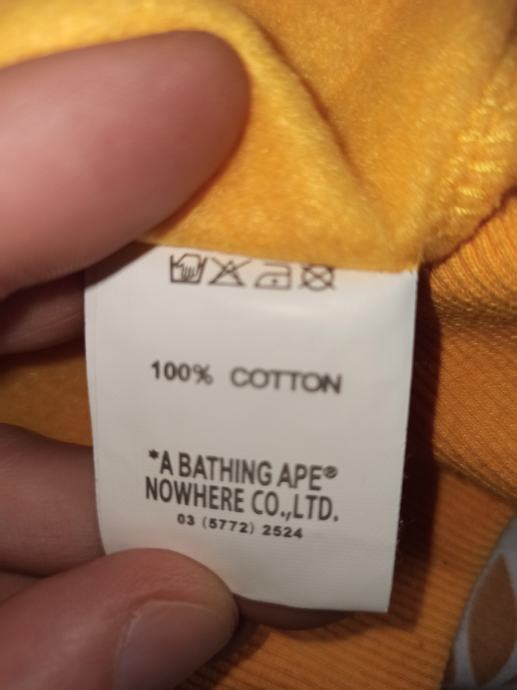 100% COTTON
*A BATHING APE®
NOWHERE CO.,LTD.
03 (5772) 2524